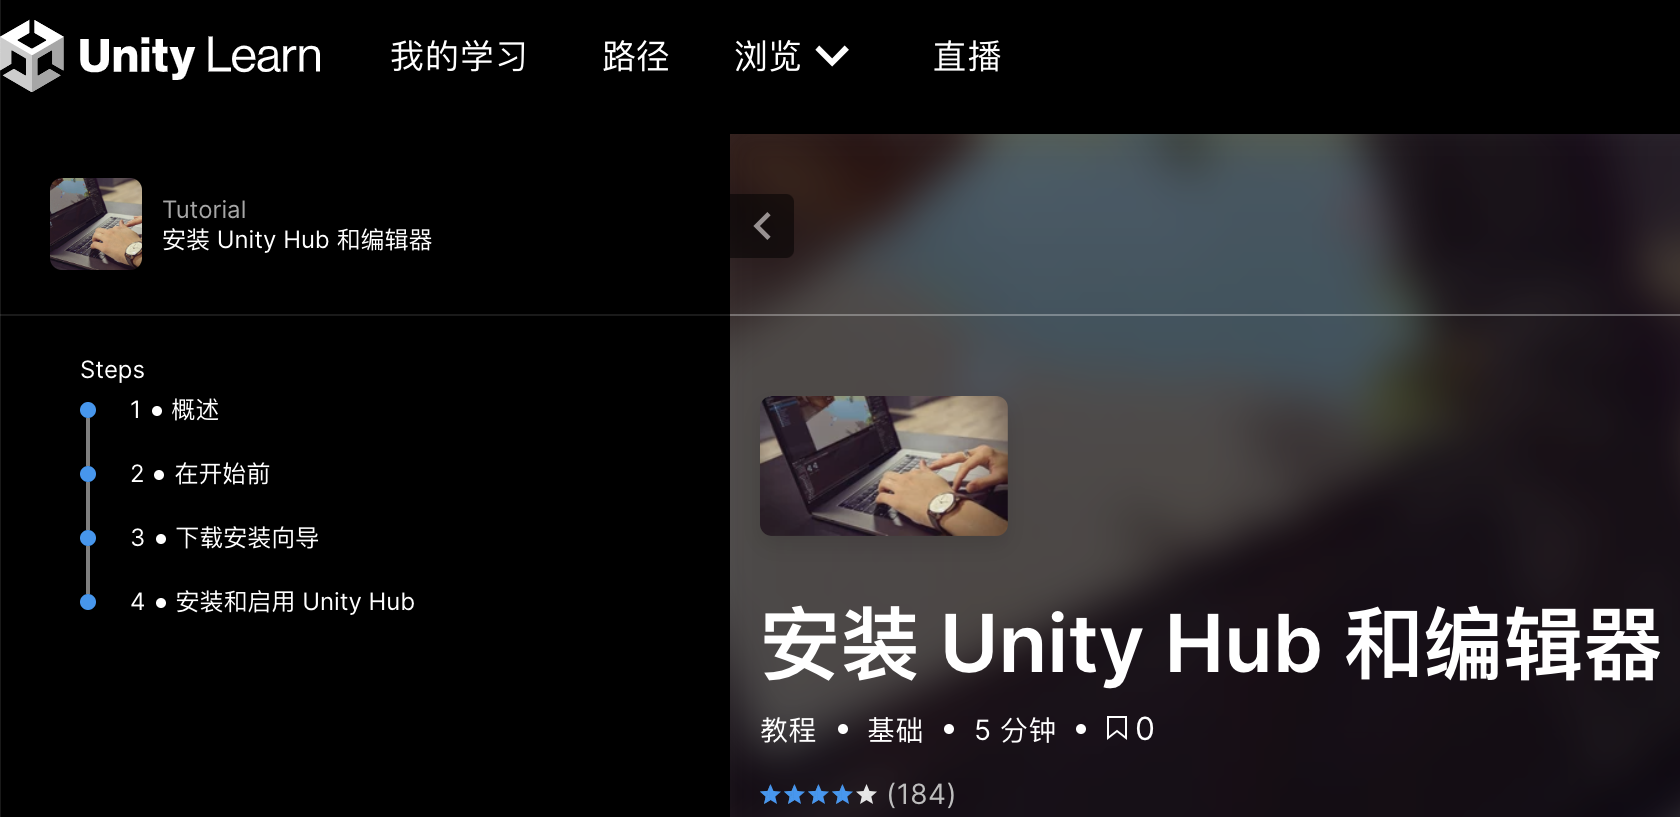 Unity Learn 我的学习 路径 浏览 直播
Tutorial
安装 Unity Hub 和编辑器
Steps
1 • 概述
2 • 在开始前
3 • 下载安装向导
4 • 安装和启用 Unity Hub
安装 Unity Hub 和编辑器
教程 • 基础 • 5 分钟 • 0
(184)